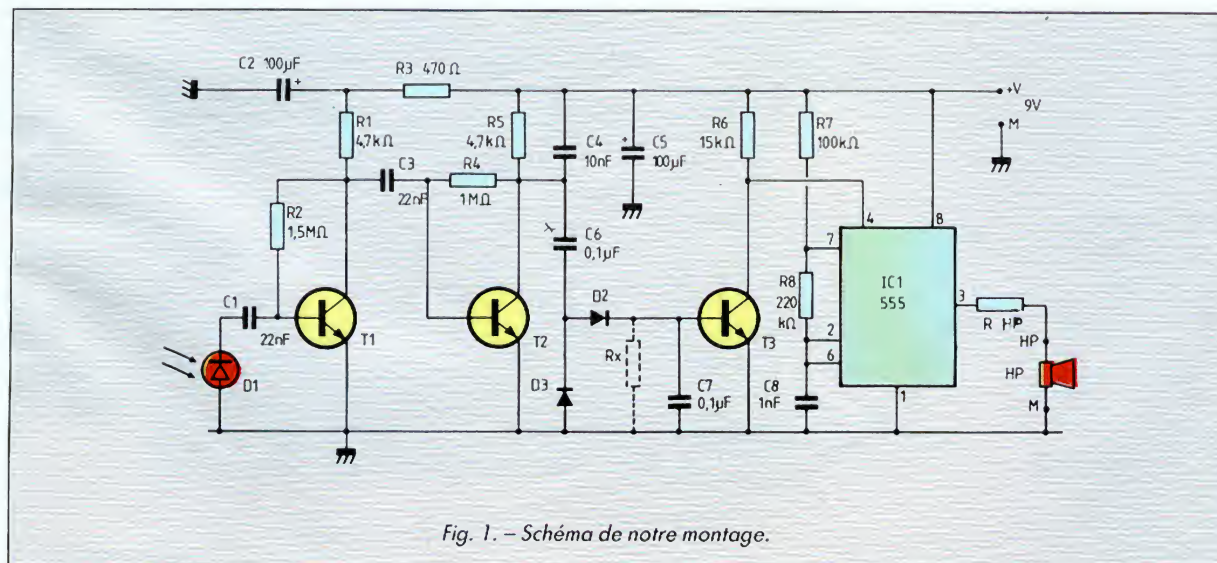 C2 100µF
+
R3 470Ω
+V
9V
M
R1
4,7kΩ
R5
4,7kΩ
C4
10nF
+
C5
100µF
R6
15kΩ
R7
100kΩ
C3
22nF
R4
1MΩ
R2
1,5MΩ
C6
0,1µF
4
8
7
IC1
555
R8
220
kΩ
3
R HP
HP
C1
22nF
T1
T2
D2
T3
2
6
Rx
D1
D3
C7
0,1µF
C8
1nF
1
HP
M
Fig. 1. – Schéma de notre montage.